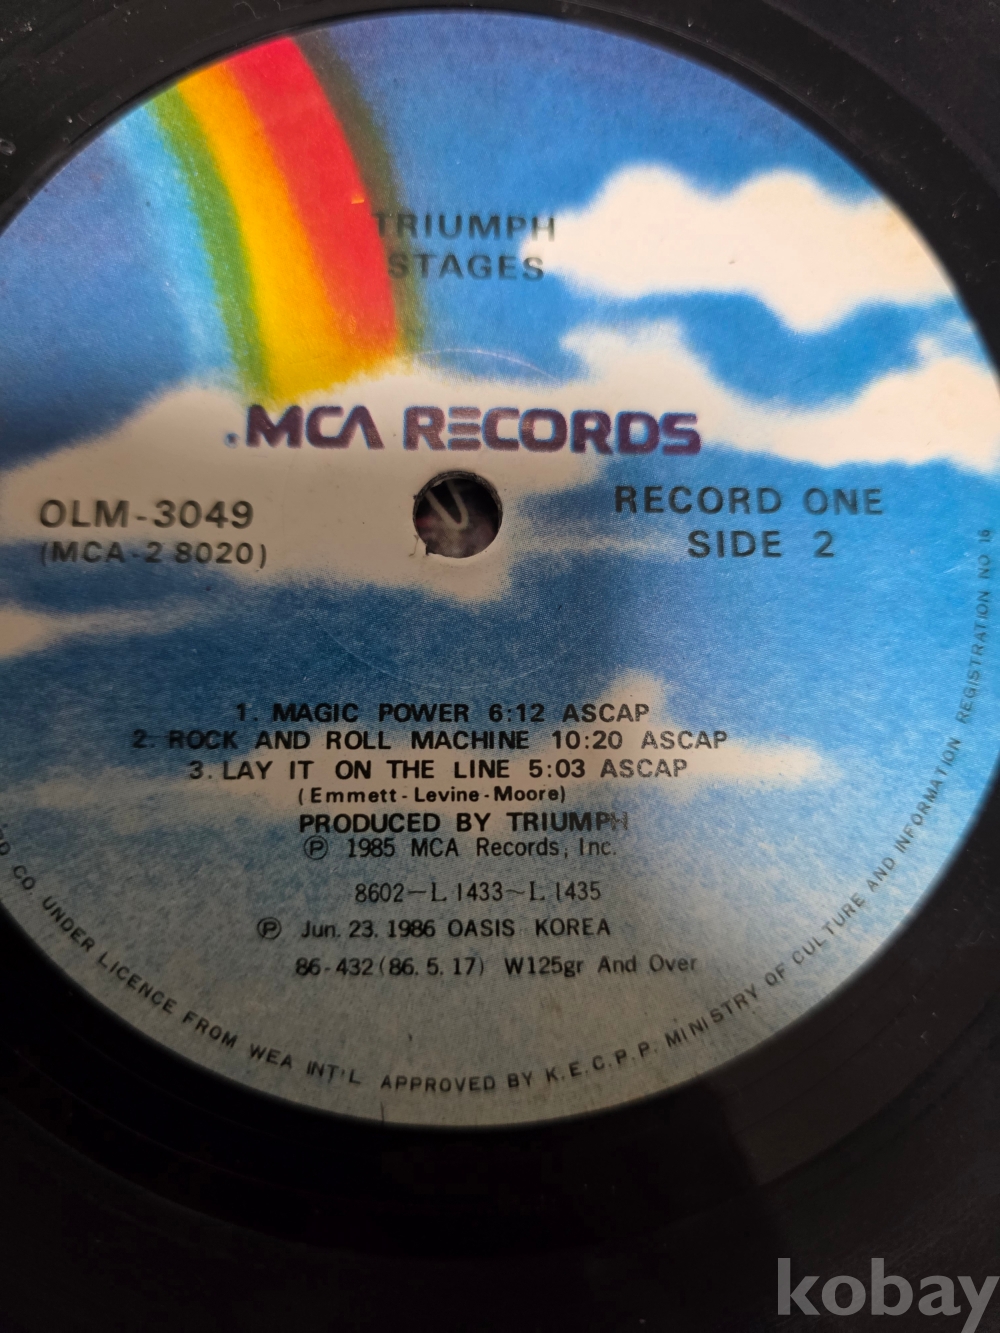 TRIUMPH
STAGES
MCA RECORDS
OLM-3049
(MCA-2 8020)
RECORD ONE
SIDE 2
1. MAGIC POWER 6:12 ASCAP
2. ROCK AND ROLL MACHINE 10:20 ASCAP
3. LAY IT ON THE LINE 5:03 ASCAP
(Emmett-Levine-Moore)
PRODUCED BY TRIUMPH
Ⓟ 1985 MCA Records, Inc.
8602-L 1433~L 1435
Ⓟ Jun. 23. 1986 OASIS KOREA
86-432 (86. 5. 17) W125gr And Over
CO. UNDER LICENCE FROM WEA INT'L APPROVED BY K.E.C.P.P. MINISTRY OF CULTURE AND INFORMATION REGISTRATION NO 16
kobay